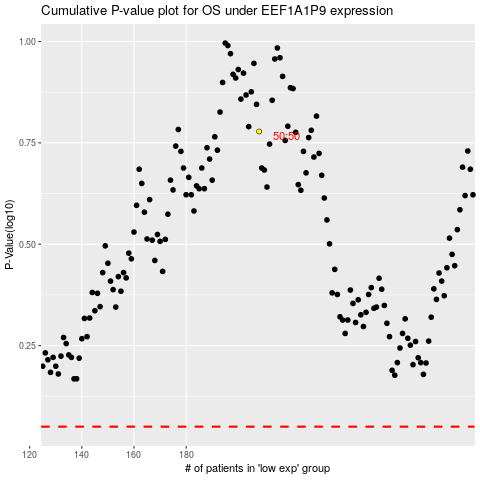 Cumulative P-value plot for OS under EEF1A1P9 expression
P-Value(log10)
1.00
0.75
0.50
0.25
50:50
120 140 160 180
# of patients in 'low exp' group